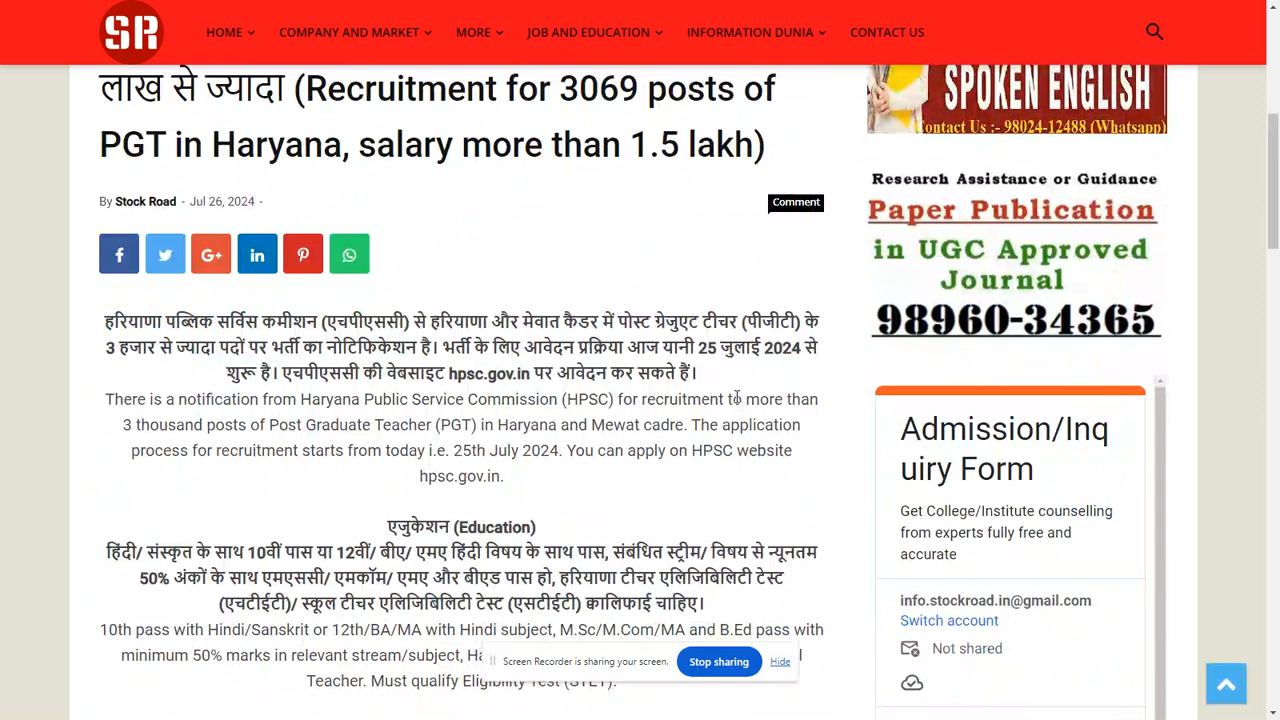 SR
HOME
COMPANY AND MARKET
MORE
JOB AND EDUCATION
INFORMATION DUNIA
CONTACT US
लाख से ज्यादा (Recruitment for 3069 posts of
PGT in Haryana, salary more than 1.5 lakh)
By Stock Road - Jul 26, 2024 -
Comment
हरियाणा पब्लिक सर्विस कमीशन (एचपीएससी) से हरियाणा और मेवात कैडर में पोस्ट ग्रेजुएट टीचर (पीजीटी) के
3 हजार से ज्यादा पदों पर भर्ती का नोटिफिकेशन है। भर्ती के लिए आवेदन प्रक्रिया आज यानी 25 जुलाई 2024 से
शुरू है। एचपीएससी की वेबसाइट hpsc.gov.in पर आवेदन कर सकते हैं।
There is a notification from Haryana Public Service Commission (HPSC) for recruitment to more than
3 thousand posts of Post Graduate Teacher (PGT) in Haryana and Mewat cadre. The application
process for recruitment starts from today i.e. 25th July 2024. You can apply on HPSC website
hpsc.gov.in.
एजुकेशन (Education)
हिंदी/ संस्कृत के साथ 10वीं पास या 12वीं/ बीए/ एमए हिंदी विषय के साथ पास, संबंधित स्ट्रीम/ विषय से न्यूनतम
50% अंकों के साथ एमएससी/ एमकॉम/ एमए और बीएड पास हो, हरियाणा टीचर एलिजिबिलिटी टेस्ट
(एचटीईटी)/ स्कूल टीचर एलिजिबिलिटी टेस्ट (एसटीईटी) क्वालिफाई चाहिए।
10th pass with Hindi/Sanskrit or 12th/BA/MA with Hindi subject, M.Sc/M.Com/MA and B.Ed pass with
minimum 50% marks in relevant stream/subject,
Teacher. Must qualify Eligibility Test (STET).
Screen Recorder is sharing your screen.
Stop sharing
Hide
SPOKEN ENGLISH
Contact Us :- 98024-12488 (Whatsapp)
Research Assistance or Guidance
Paper Publication
in UGC Approved
Journal
98960-34365
Admission/Inq
uiry Form
Get College/Institute counselling
from experts fully free and
accurate
info.stockroad.in@gmail.com
Switch account
Not shared